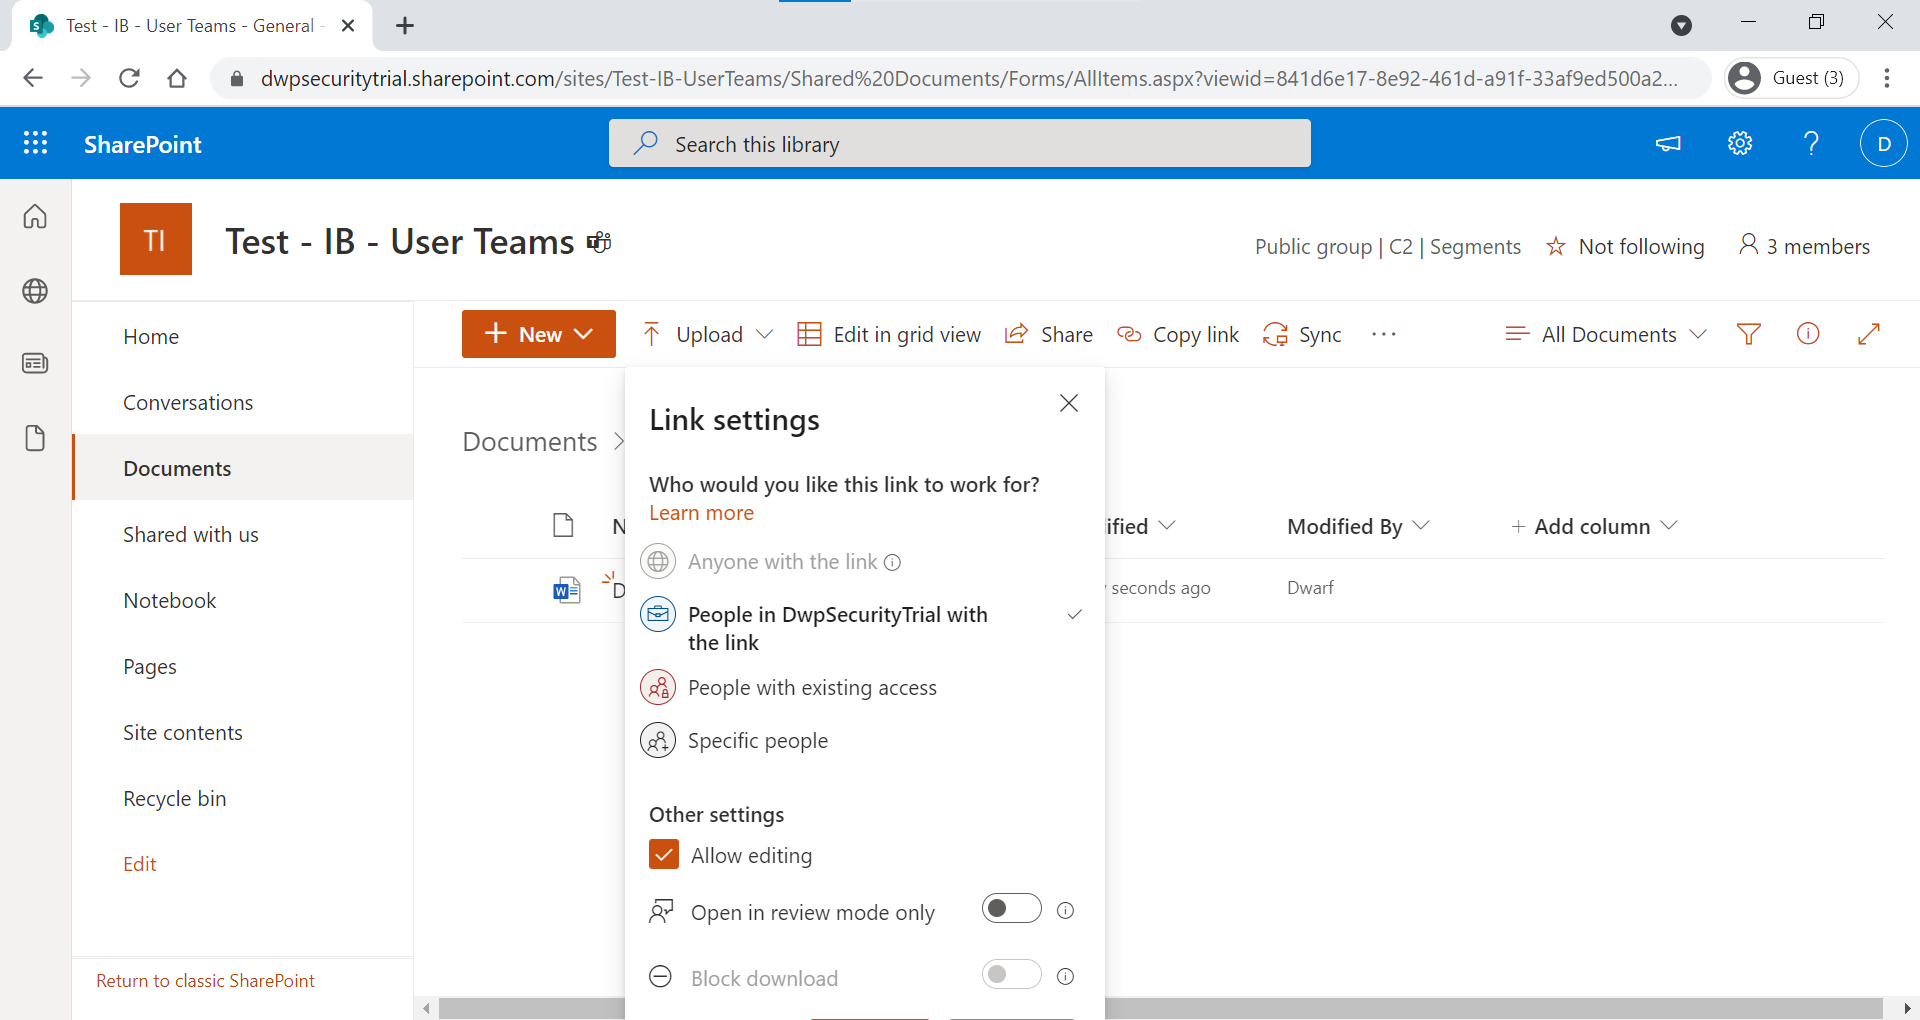 Test - IB - User Teams - General -
dwpsecuritytrial.sharepoint.com/sites/Test-IB-UserTeams/Shared%20Documents/Forms/AllItems.aspx?viewid=841d6e17-8e92-461d-a91f-33af9ed500a2...
Guest (3)
SharePoint
Search this library
D
TI
Test - IB - User Teams
Public group | C2 | Segments
Not following
3 members
Home
Conversations
Documents
Shared with us
Notebook
Pages
Site contents
Recycle bin
Edit
Return to classic SharePoint
New
Upload
Edit in grid view
Share
Copy link
Sync
All Documents
Documents
N
ified
Modified By
Add column
D
seconds ago
Dwarf
Link settings
Who would you like this link to work for?
Learn more
Anyone with the link
People in DwpSecurityTrial with
the link
People with existing access
Specific people
Other settings
Allow editing
Open in review mode only
Block download